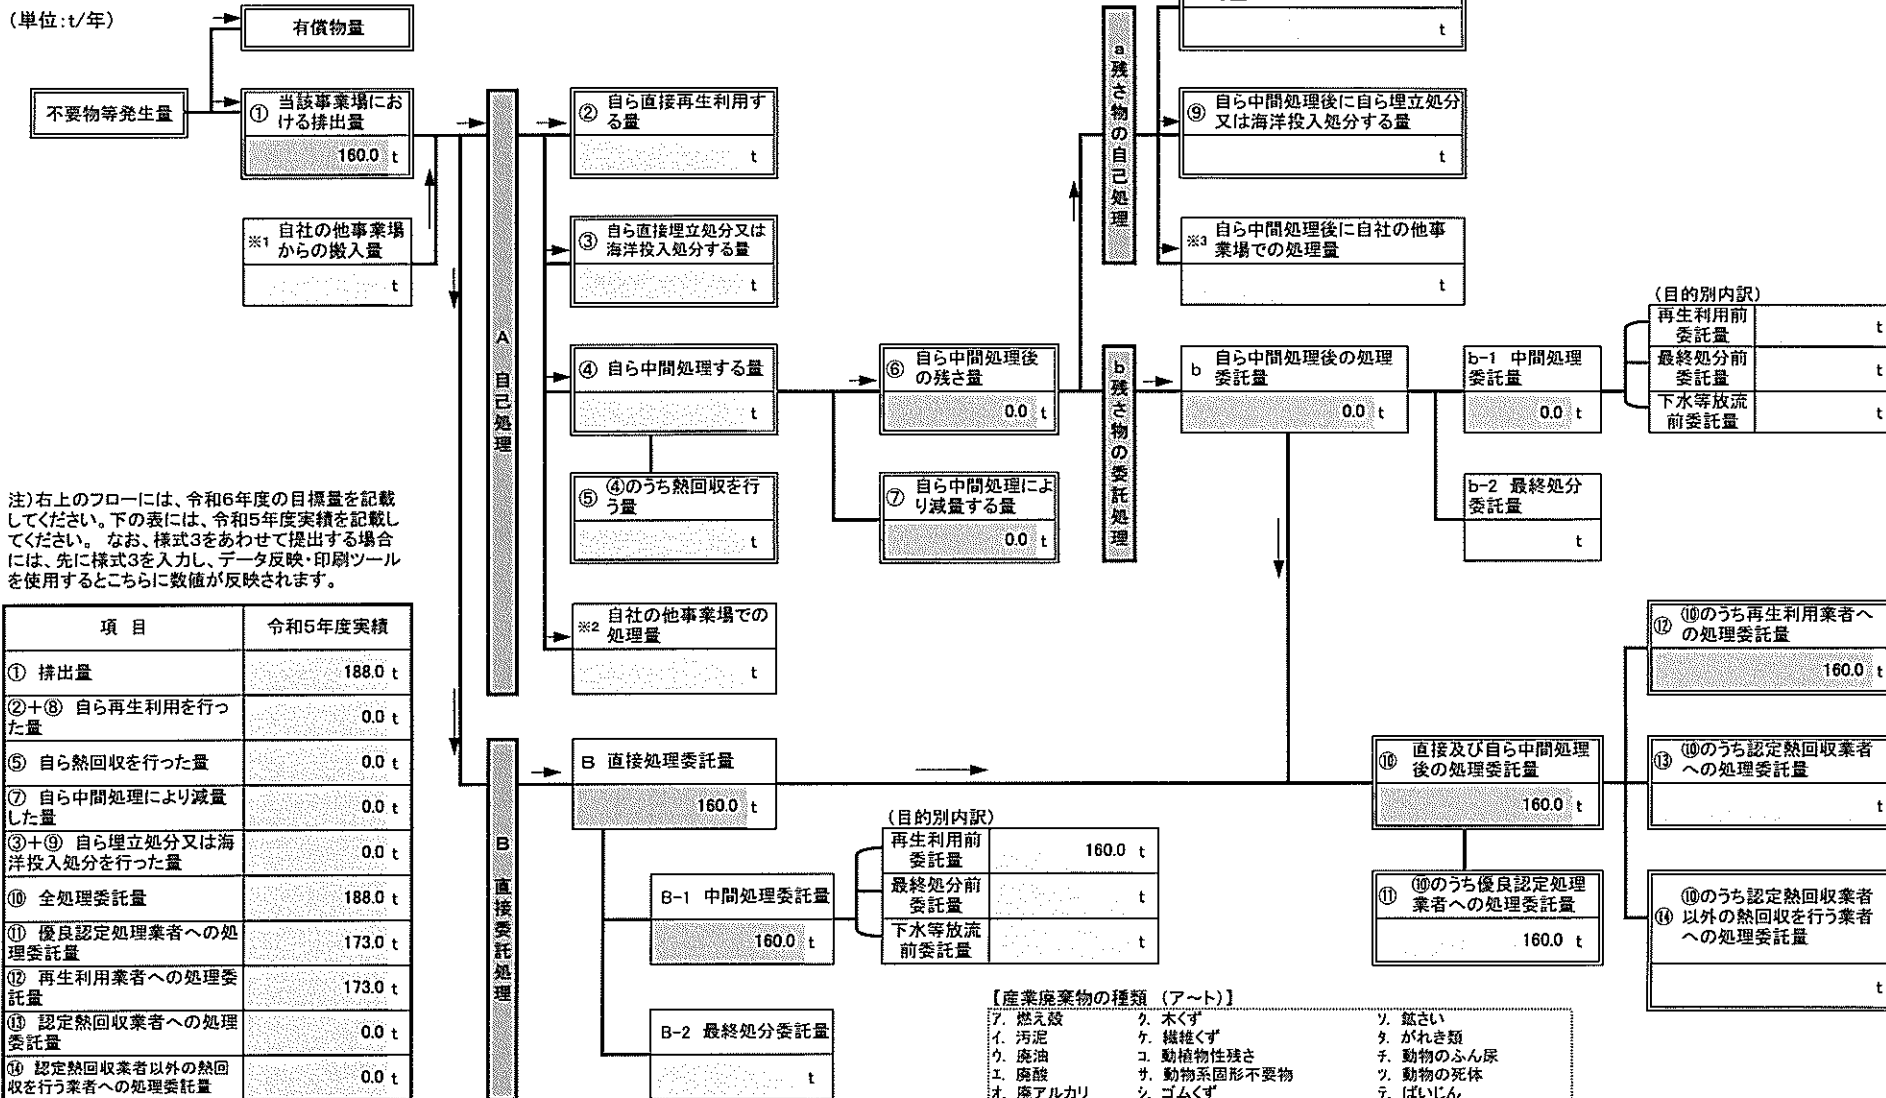 (単位:t/年)
有償物量
不要物等発生量
① 当該事業場にお
ける排出量
160.0 t
※1 自社の他事業場
からの搬入量
t
A 自己処理
② 自ら直接再生利用す
る量
t
③ 自ら直接埋立処分又は
海洋投入処分する量
t
④ 自ら中間処理する量
t
⑤ ④のうち熱回収を行
う量
t
※2 自社の他事業場での
処理量
t
⑥ 自ら中間処理後
の残さ量
0.0 t
⑦ 自ら中間処理によ
り減量する量
0.0 t
a 残さ物の自己処理
t
⑨ 自ら中間処理後に自ら埋立処分
又は海洋投入処分する量
t
※3 自ら中間処理後に自社の他事
業場での処理量
t
b 残さ物の委託処理
b 自ら中間処理後の処理
委託量
0.0 t
b-1 中間処理
委託量
0.0 t
(目的別内訳)
再生利用前
委託量
t
最終処分前
委託量
t
下水等放流
前委託量
t
b-2 最終処分
委託量
t
注)右上のフローには、令和6年度の目標量を記載
してください。下の表には、令和5年度実績を記載し
てください。 なお、様式3をあわせて提出する場合
には、先に様式3を入力し、データ反映・印刷ツール
を使用するとこちらに数値が反映されます。
項 目 令和5年度実績
① 排出量 188.0 t
②+⑧ 自ら再生利用を行っ
た量 0.0 t
⑤ 自ら熱回収を行った量 0.0 t
⑦ 自ら中間処理により減量
した量 0.0 t
③+⑨ 自ら埋立処分又は海
洋投入処分を行った量 0.0 t
⑩ 全処理委託量 188.0 t
⑪ 優良認定処理業者への処
理委託量 173.0 t
⑫ 再生利用業者への処理委
託量 173.0 t
⑬ 認定熱回収業者への処理
委託量 0.0 t
⑭ 認定熱回収業者以外の熱回
収を行う業者への処理委託量 0.0 t
B 直接委託処理
B 直接処理委託量
160.0 t
B-1 中間処理委託量
160.0 t
(目的別内訳)
再生利用前
委託量 160.0 t
最終処分前
委託量 t
下水等放流
前委託量 t
B-2 最終処分委託量
t
⑩ 直接及び自ら中間処理
後の処理委託量
160.0 t
⑪ ⑩のうち優良認定処理
業者への処理委託量
160.0 t
⑫ ⑩のうち再生利用業者へ
の処理委託量
160.0 t
⑬ ⑩のうち認定熱回収業者
への処理委託量
t
⑭ ⑩のうち認定熱回収業者
以外の熱回収を行う業者
への処理委託量
t
【産業廃棄物の種類 (ア~ト)】
ア. 燃え殻 ク. 木くず ソ. 鉱さい
イ. 汚泥 ケ. 繊維くず タ. がれき類
ウ. 廃油 コ. 動植物性残さ チ. 動物のふん尿
エ. 廃酸 サ. 動物系固形不要物 ツ. 動物の死体
オ. 廃アルカリ シ. ゴムくず テ. ばいじん